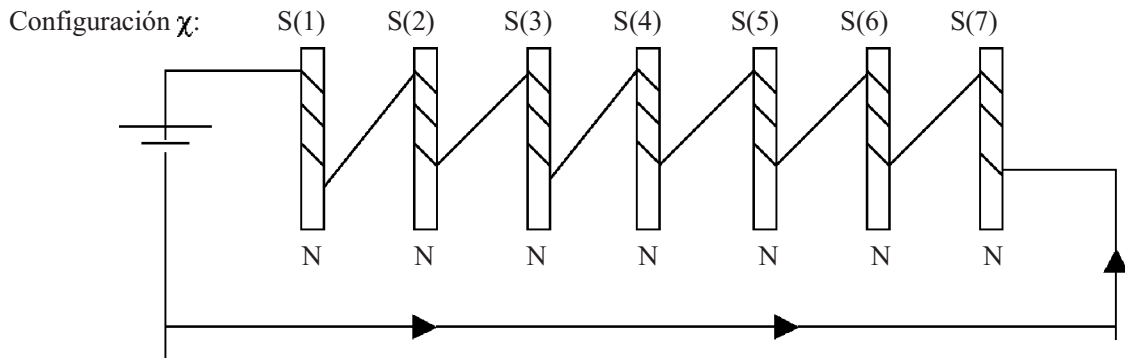 Configuración χ: S(1) S(2) S(3) S(4) S(5) S(6) S(7)
N N N N N N N